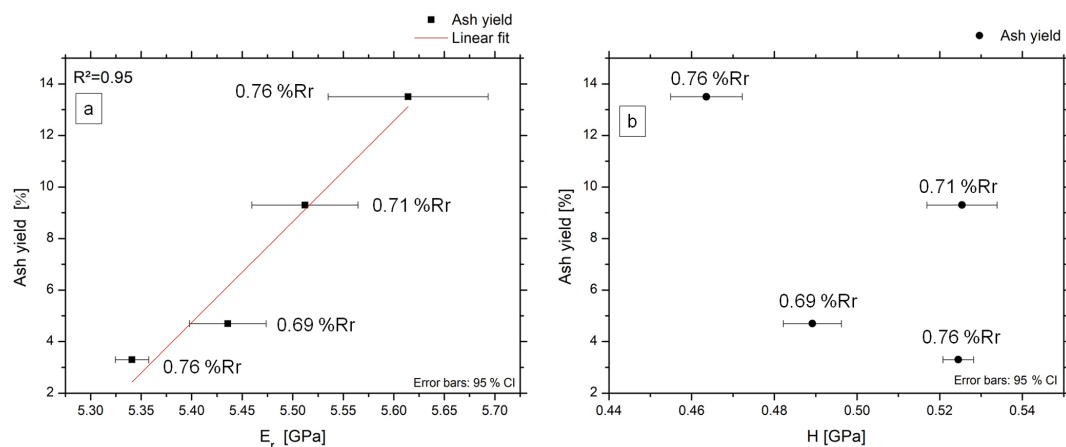 Ash yield
Linear fit
R²=0.95
a
0.76 %Rr
0.71 %Rr
0.69 %Rr
0.76 %Rr
Error bars: 95 % CI
14
12
10
8
6
4
2
Ash yield [%]
5.30 5.35 5.40 5.45 5.50 5.55 5.60 5.65 5.70
E_r [GPa]
Ash yield
b
0.76 %Rr
0.71 %Rr
0.69 %Rr
0.76 %Rr
Error bars: 95 % CI
14
12
10
8
6
4
2
Ash yield [%]
0.44 0.46 0.48 0.50 0.52 0.54
H [GPa]